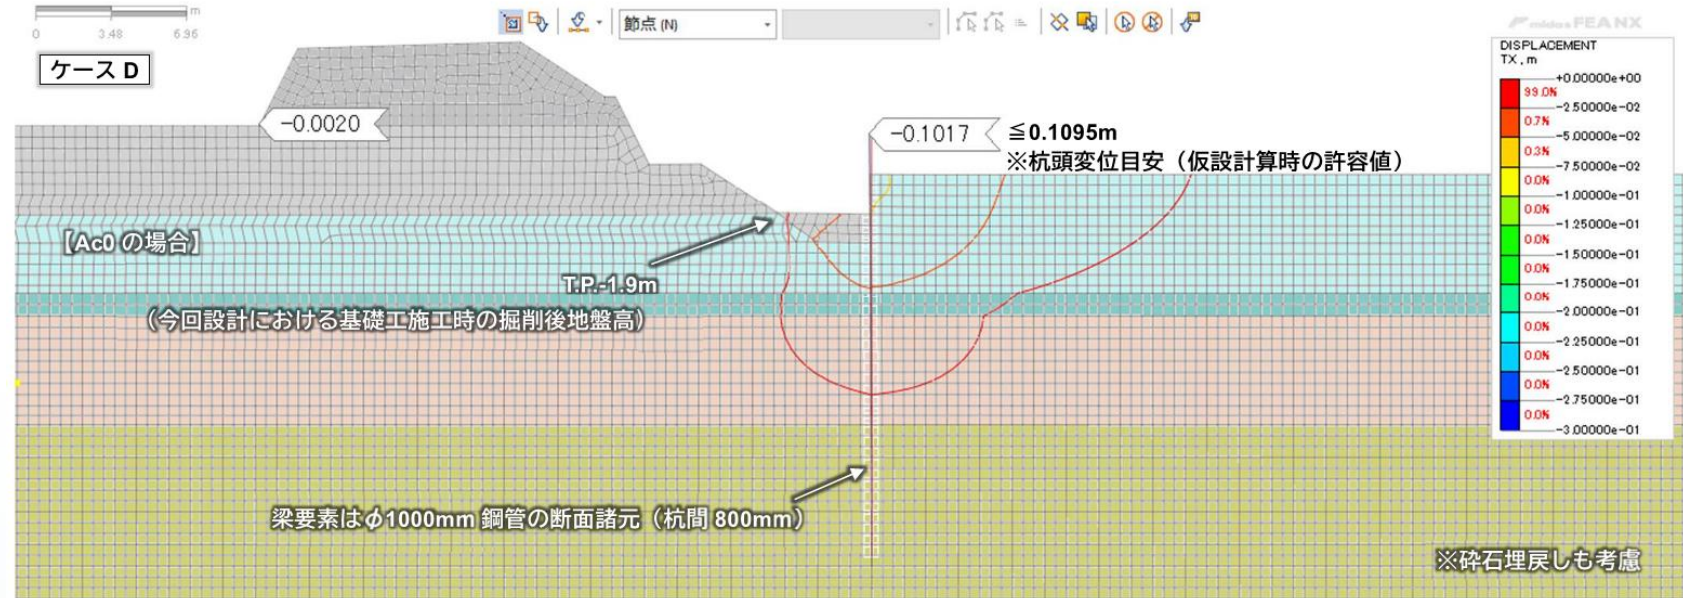 m
0 3.48 6.96
節点 (N)
midas FEA NX
ケース D
DISPLACEMENT
TX , m
+0.00000e+00
99.0%
-2.50000e-02
0.7%
-5.00000e-02
0.3%
-7.50000e-02
0.0%
-1.00000e-01
0.0%
-1.25000e-01
0.0%
-1.50000e-01
0.0%
-1.75000e-01
0.0%
-2.00000e-01
0.0%
-2.25000e-01
0.0%
-2.50000e-01
0.0%
-2.75000e-01
0.0%
-3.00000e-01
-0.0020
-0.1017
≦0.1095m
※杭頭変位目安（仮設計算時の許容値）
【Ac0 の場合】
T.P.-1.9m
（今回設計における基礎工施工時の掘削後地盤高）
梁要素はφ1000mm 鋼管の断面諸元（杭間 800mm）
※砕石埋戻しも考慮